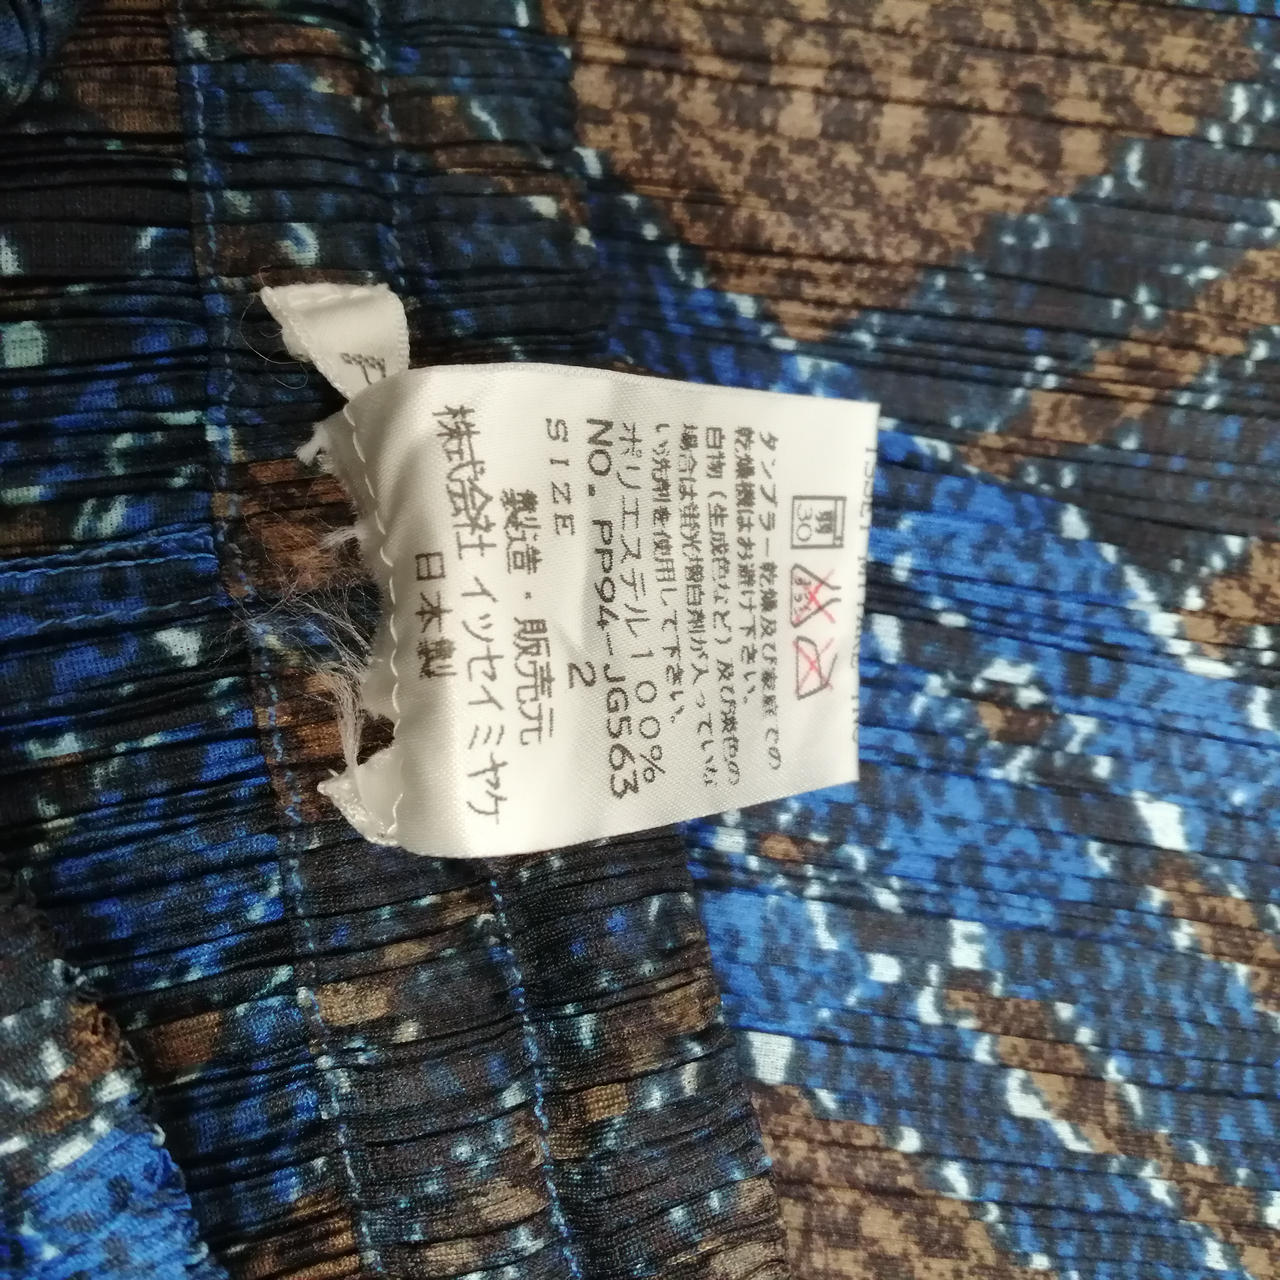 30
タンブラー乾燥及び家庭での
乾燥機はお避け下さい。
白物（生成色など）及び淡色の
場合は蛍光増白剤が入っていな
い洗剤を使用して下さい。
ポリエステル１００％
NO. PP94-JG563
SIZE 2
製造・販売元
株式会社 イッセイミヤケ
日本製